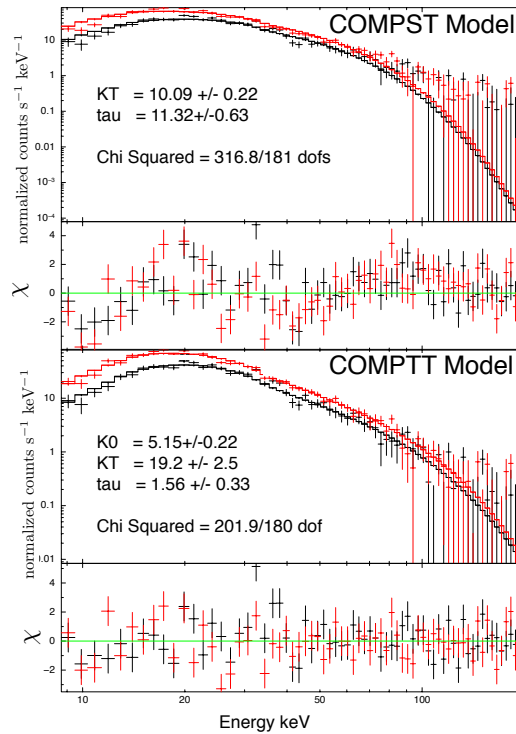 COMPST Model
10
1
0.1
0.01
10⁻³
10⁻⁴
normalized counts s⁻¹ keV⁻¹
KT = 10.09 +/- 0.22
tau = 11.32+/-0.63
Chi Squared = 316.8/181 dofs
4
2
0
−2
χ
COMPTT Model
10
1
0.1
0.01
normalized counts s⁻¹ keV⁻¹
K0 = 5.15+/-0.22
KT = 19.2 +/- 2.5
tau = 1.56 +/- 0.33
Chi Squared = 201.9/180 dof
4
2
0
−2
χ
10 20 50 100
Energy keV